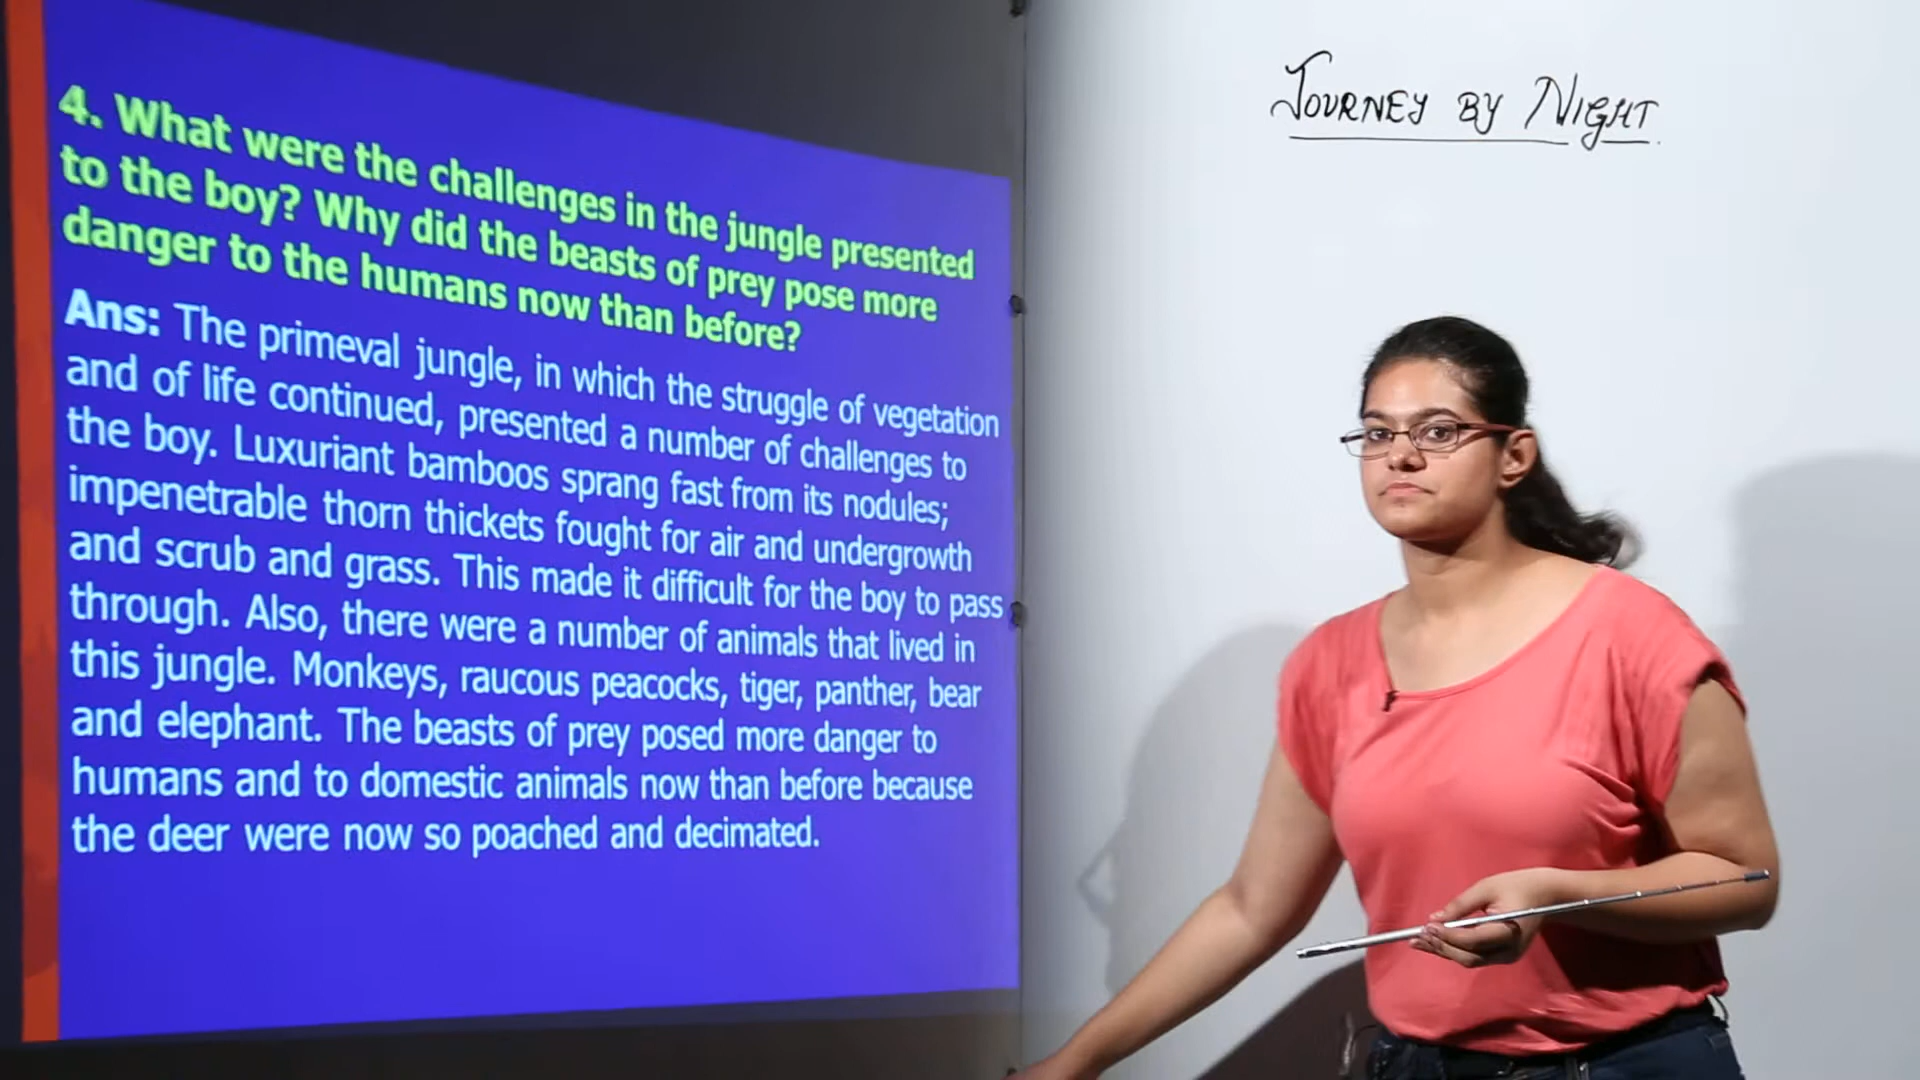 4. What were the challenges in the jungle presented
to the boy? Why did the beasts of prey pose more
danger to the humans now than before?
Ans: The primeval jungle, in which the struggle of vegetation
and of life continued, presented a number of challenges to
the boy. Luxuriant bamboos sprang fast from its nodules;
impenetrable thorn thickets fought for air and undergrowth
and scrub and grass. This made it difficult for the boy to pass
through. Also, there were a number of animals that lived in
this jungle. Monkeys, raucous peacocks, tiger, panther, bear
and elephant. The beasts of prey posed more danger to
humans and to domestic animals now than before because
the deer were now so poached and decimated.
JOURNEY BY NIGHT.